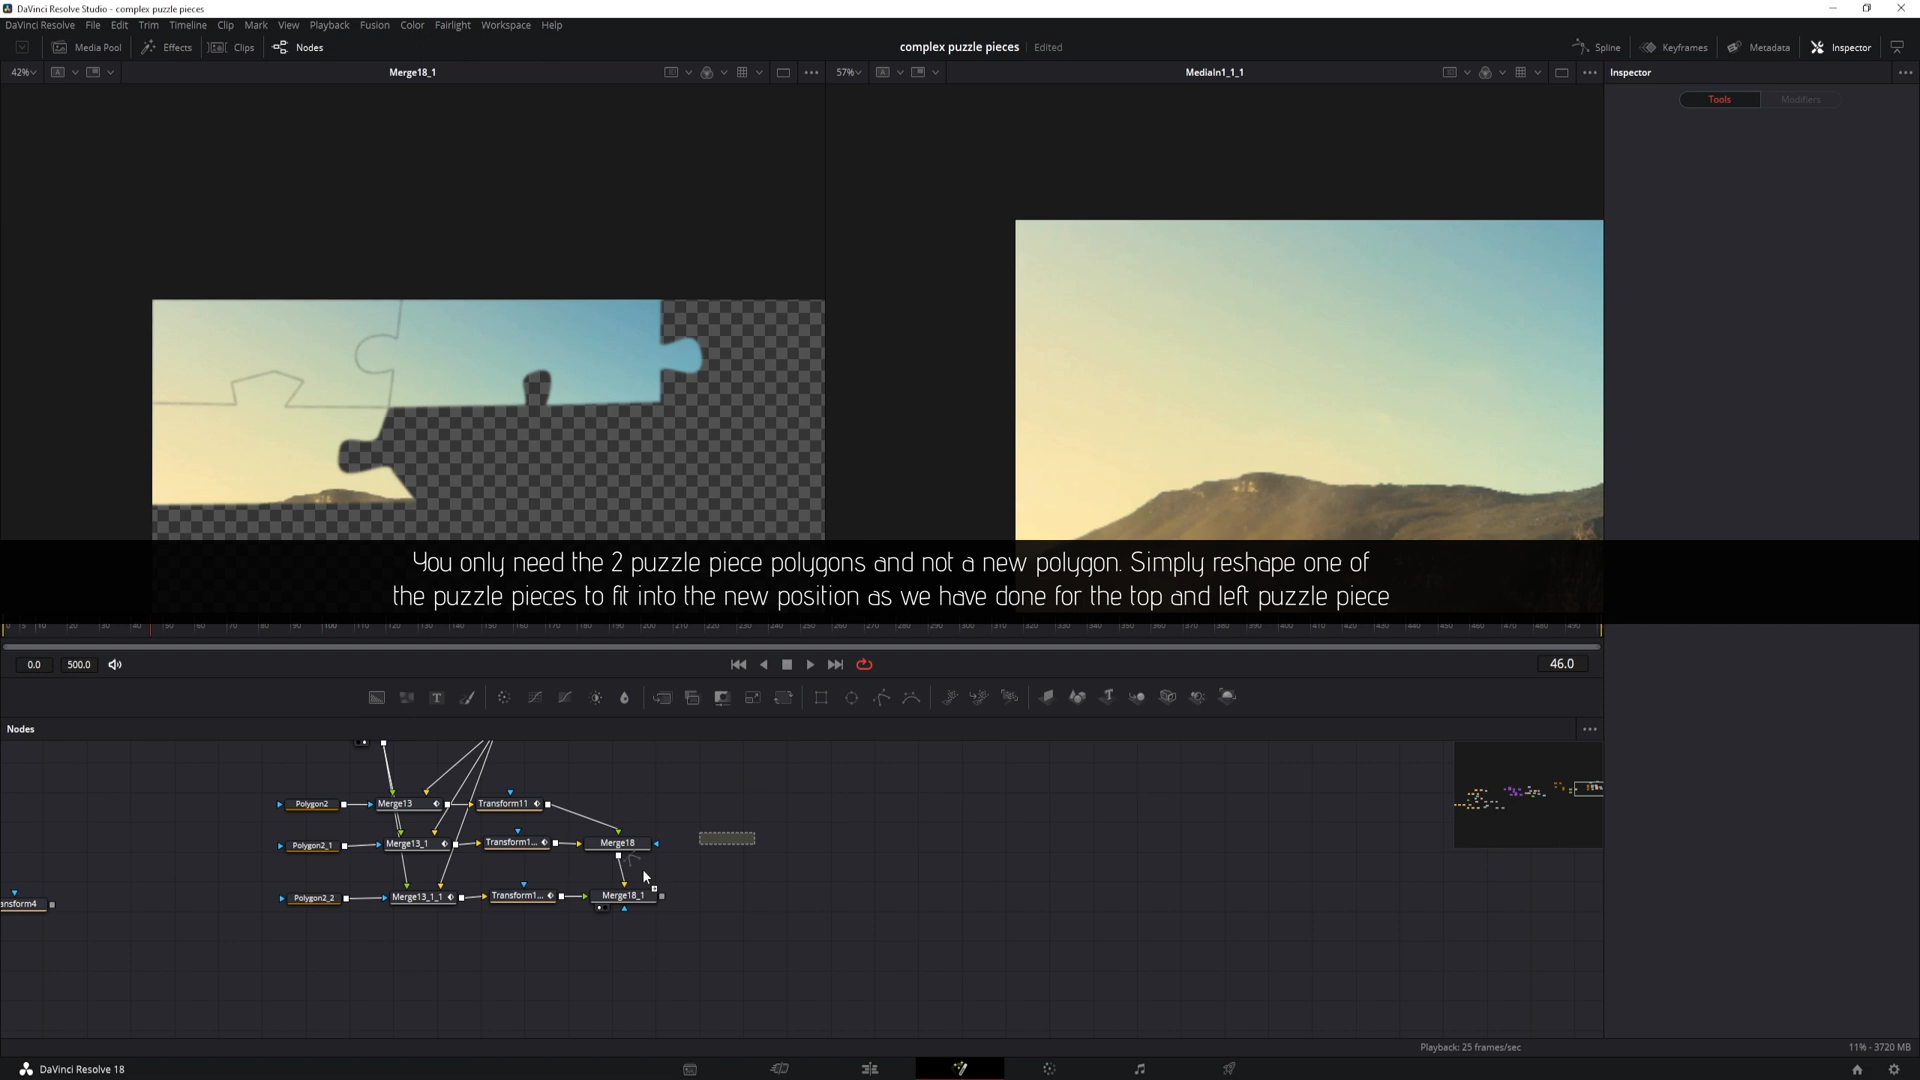 DaVinci Resolve Studio - complex puzzle pieces
DaVinci Resolve File Edit Trim Timeline Clip Mark View Playback Fusion Color Fairlight Workspace Help
Media Pool Effects Clips Nodes complex puzzle pieces Edited Spline Keyframes Metadata Inspector
42% Merge18_1 57% MediaIn1_1_1 Inspector
Tools Modifiers
You only need the 2 puzzle piece polygons and not a new polygon. Simply reshape one of
the puzzle pieces to fit into the new position as we have done for the top and left puzzle piece
0.0 500.0 46.0
Nodes
Polygon2 Merge13 Transform11
Polygon2_1 Merge13_1 Transform1... Merge18
Polygon2_2 Merge13_1_1 Transform1... Merge18_1
ansform4
Playback: 25 frames/sec 11% - 3720 MB
DaVinci Resolve 18